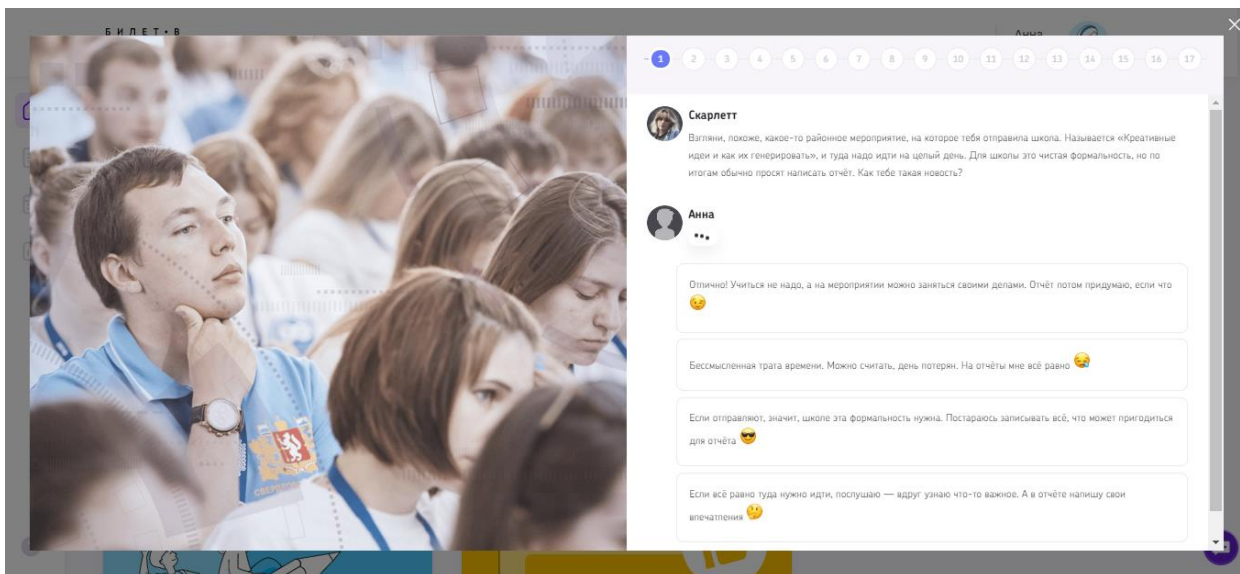 БИЛЕТ•В
Анна
1 2 3 4 5 6 7 8 9 10 11 12 13 14 15 16 17
Скарлетт
Взгляни, похоже, какое-то районное мероприятие, на которое тебя отправила школа. Называется «Креативные
идеи и как их генерировать», и туда надо идти на целый день. Для школы это чистая формальность, но по
итогам обычно просят написать отчёт. Как тебе такая новость?
Анна
Отлично! Учиться не надо, а на мероприятии можно заняться своими делами. Отчёт потом придумаю, если что
😉
Бессмысленная трата времени. Можно считать, день потерян. На отчёты мне всё равно 😪
Если отправляют, значит, школе эта формальность нужна. Постараюсь записывать всё, что может пригодиться
для отчёта 😎
Если всё равно туда нужно идти, послушаю — вдруг узнаю что-то важное. А в отчёте напишу свои
впечатления 🤔